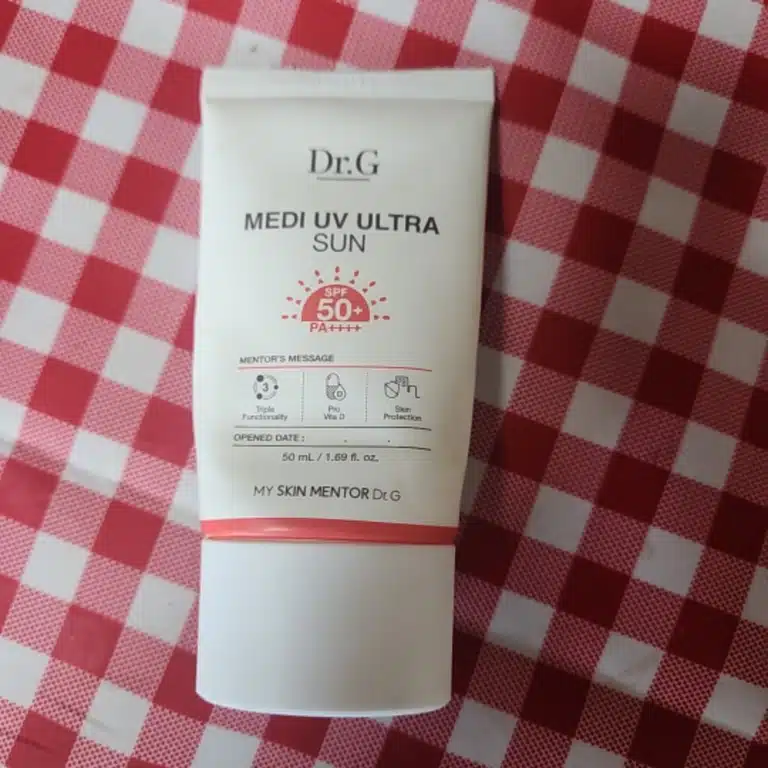 Dr.G
MEDI UV ULTRA
SUN
SPF
50+
PA++++
MENTOR'S MESSAGE
3
Triple
Functionality
Pro
Vita D
Skin
Protection
OPENED DATE : . .
50 mL / 1.69 fl. oz.
MY SKIN MENTOR Dr.G